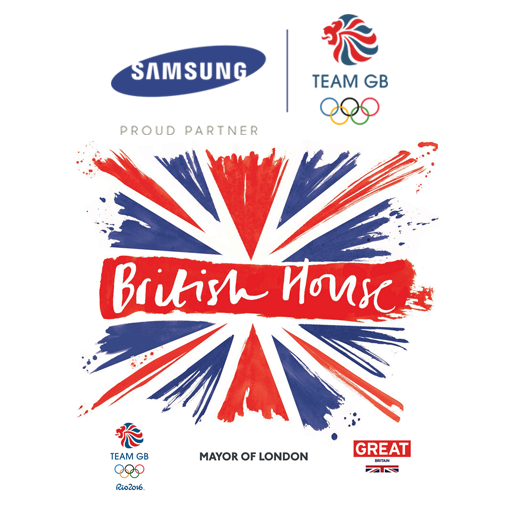 SAMSUNG
TEAM GB
PROUD PARTNER
British House
TEAM GB
Rio2016.
MAYOR OF LONDON
GREAT
BRITAIN